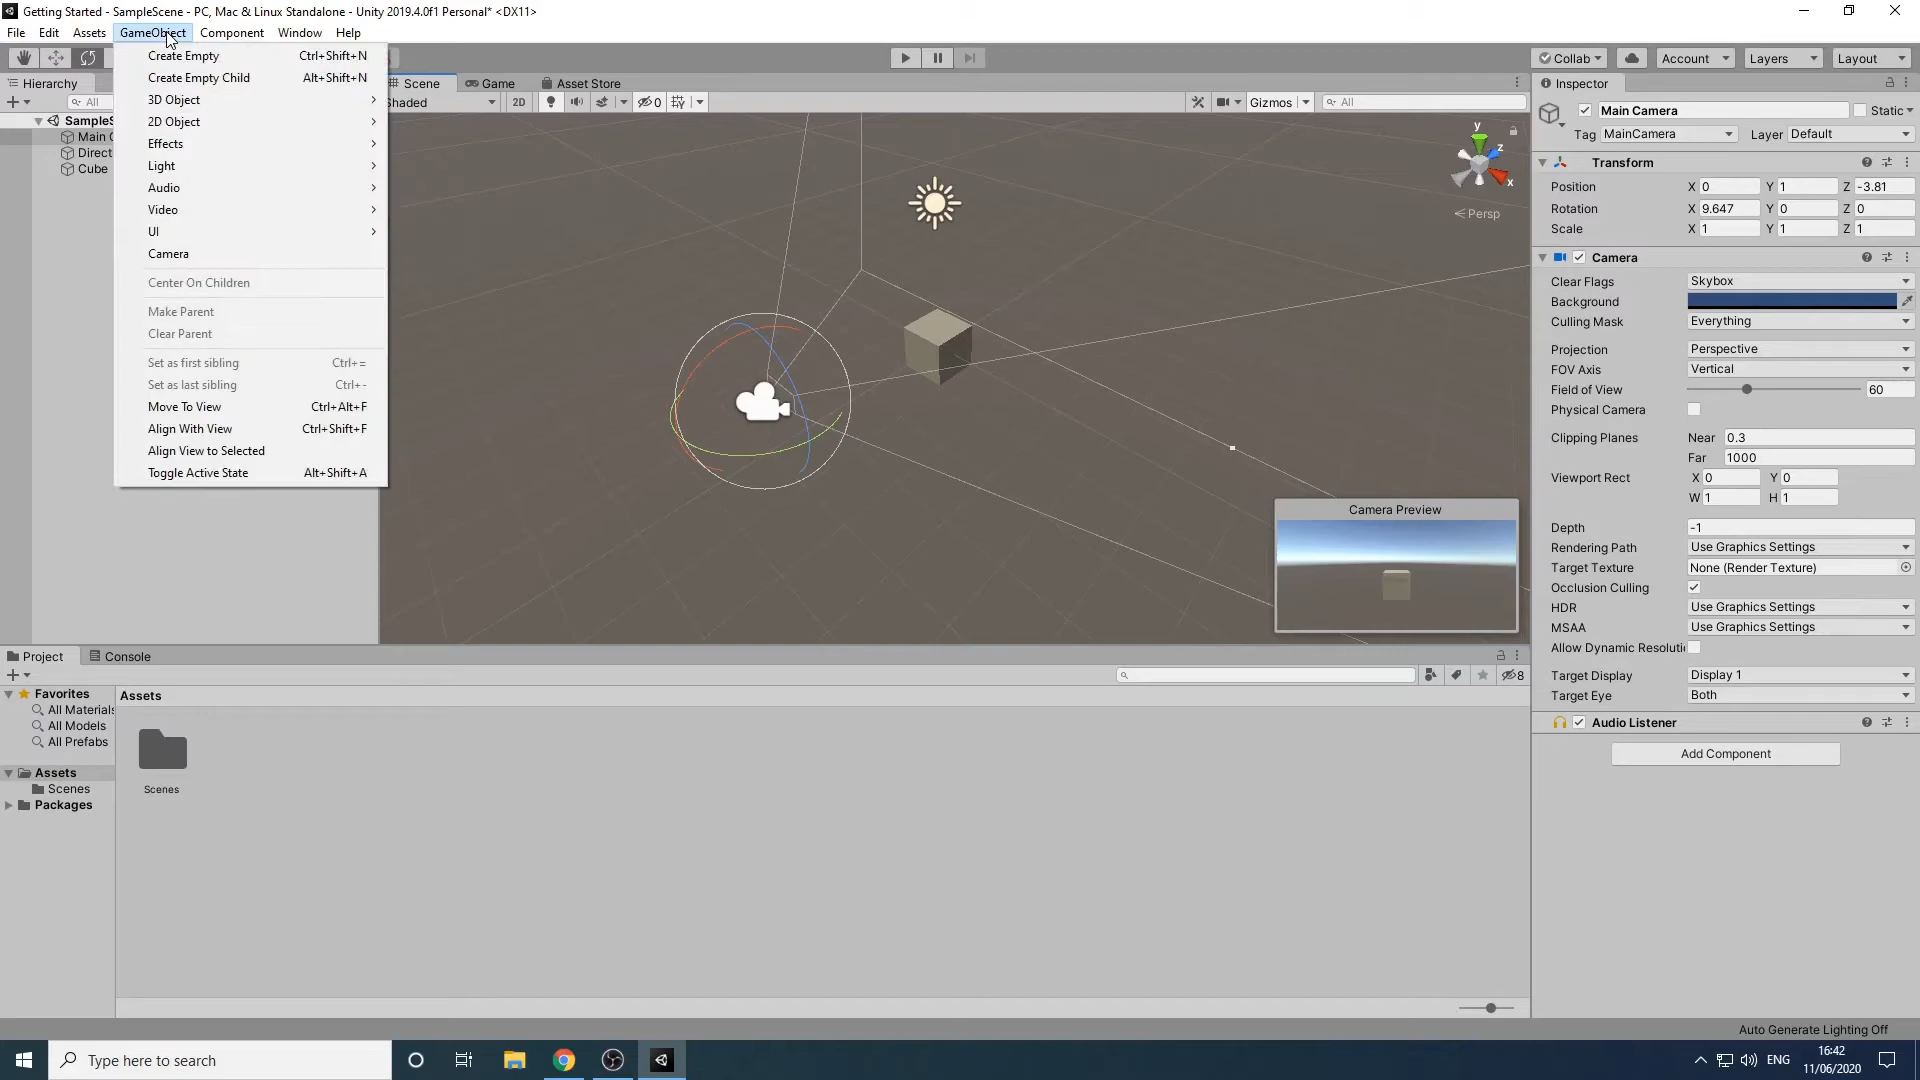 Getting Started - SampleScene - PC, Mac & Linux Standalone - Unity 2019.4.0f1 Personal* <DX11>
File Edit Assets GameObject Component Window Help
Collab Account Layers Layout
Hierarchy
All
SampleS
Main C
Direct
Cube
Create Empty Ctrl+Shift+N
Create Empty Child Alt+Shift+N
3D Object
2D Object
Effects
Light
Audio
Video
UI
Camera
Center On Children
Make Parent
Clear Parent
Set as first sibling Ctrl+=
Set as last sibling Ctrl+-
Move To View Ctrl+Alt+F
Align With View Ctrl+Shift+F
Align View to Selected
Toggle Active State Alt+Shift+A
Scene Game Asset Store
haded 2D 0 Gizmos All
y
z
x
Persp
Camera Preview
Inspector
Main Camera Static
Tag MainCamera Layer Default
Transform
Position X 0 Y 1 Z -3.81
Rotation X 9.647 Y 0 Z 0
Scale X 1 Y 1 Z 1
Camera
Clear Flags Skybox
Background
Culling Mask Everything
Projection Perspective
FOV Axis Vertical
Field of View 60
Physical Camera
Clipping Planes Near 0.3
Far 1000
Viewport Rect X 0 Y 0
W 1 H 1
Depth -1
Rendering Path Use Graphics Settings
Target Texture None (Render Texture)
Occlusion Culling
HDR Use Graphics Settings
MSAA Use Graphics Settings
Allow Dynamic Resoluti
Target Display Display 1
Target Eye Both
Audio Listener
Add Component
Project Console
8
Favorites
All Materials
All Models
All Prefabs
Assets
Scenes
Packages
Assets
Scenes
Auto Generate Lighting Off
Type here to search
ENG
16:42
11/06/2020